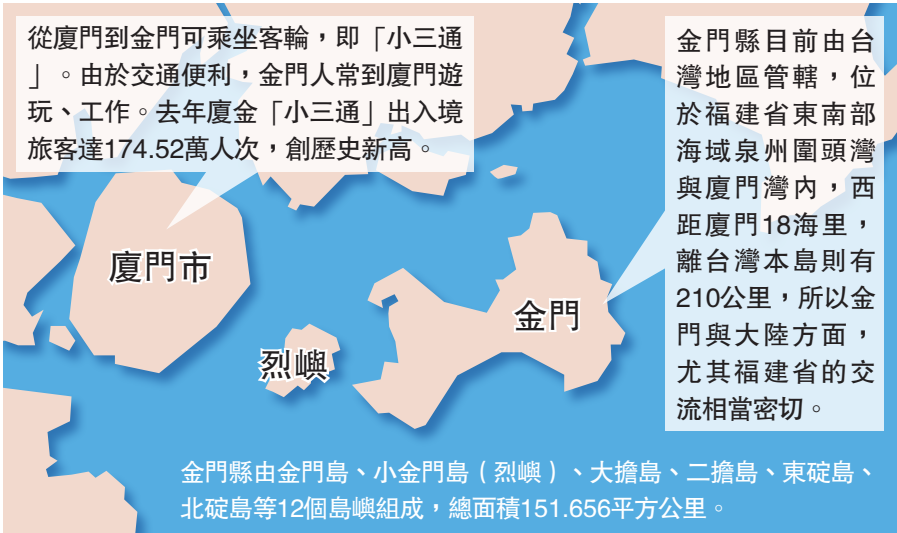 從廈門到金門可乘坐客輪，即「小三通
」。由於交通便利，金門人常到廈門遊
玩、工作。去年廈金「小三通」出入境
旅客達174.52萬人次，創歷史新高。
金門縣目前由台
灣地區管轄，位
於福建省東南部
海域泉州圍頭灣
與廈門灣內，西
距廈門18海里，
離台灣本島則有
210公里，所以金
門與大陸方面，
尤其福建省的交
流相當密切。
廈門市
金門
烈嶼
金門縣由金門島、小金門島（烈嶼）、大擔島、二擔島、東碇島、
北碇島等12個島嶼組成，總面積151.656平方公里。